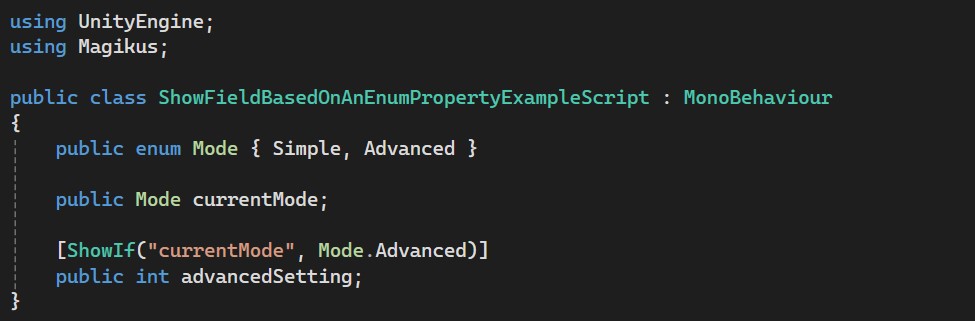 using UnityEngine;
using Magikus;
public class ShowFieldBasedOnAnEnumPropertyExampleScript : MonoBehaviour
{
public enum Mode { Simple, Advanced }
public Mode currentMode;
[ShowIf("currentMode", Mode.Advanced)]
public int advancedSetting;
}